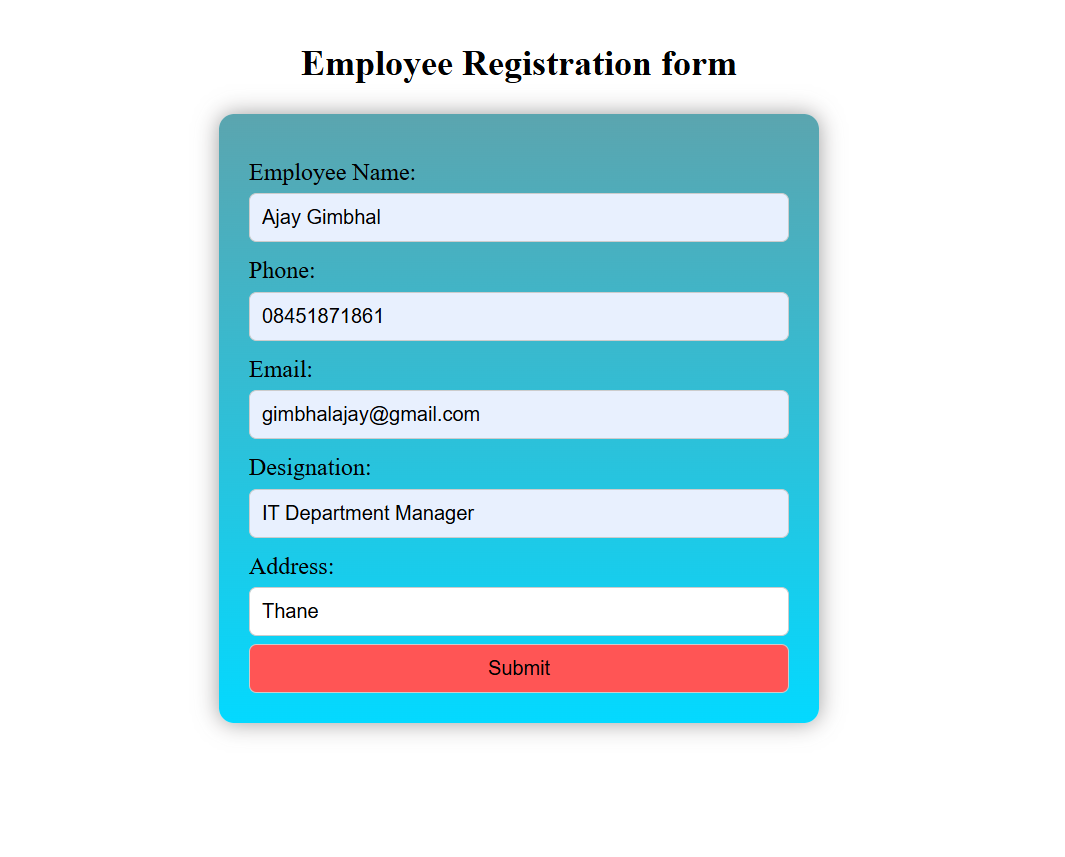 Employee Registration form
Employee Name:
Ajay Gimbhal
Phone:
08451871861
Email:
gimbhalajay@gmail.com
Designation:
IT Department Manager
Address:
Thane
Submit